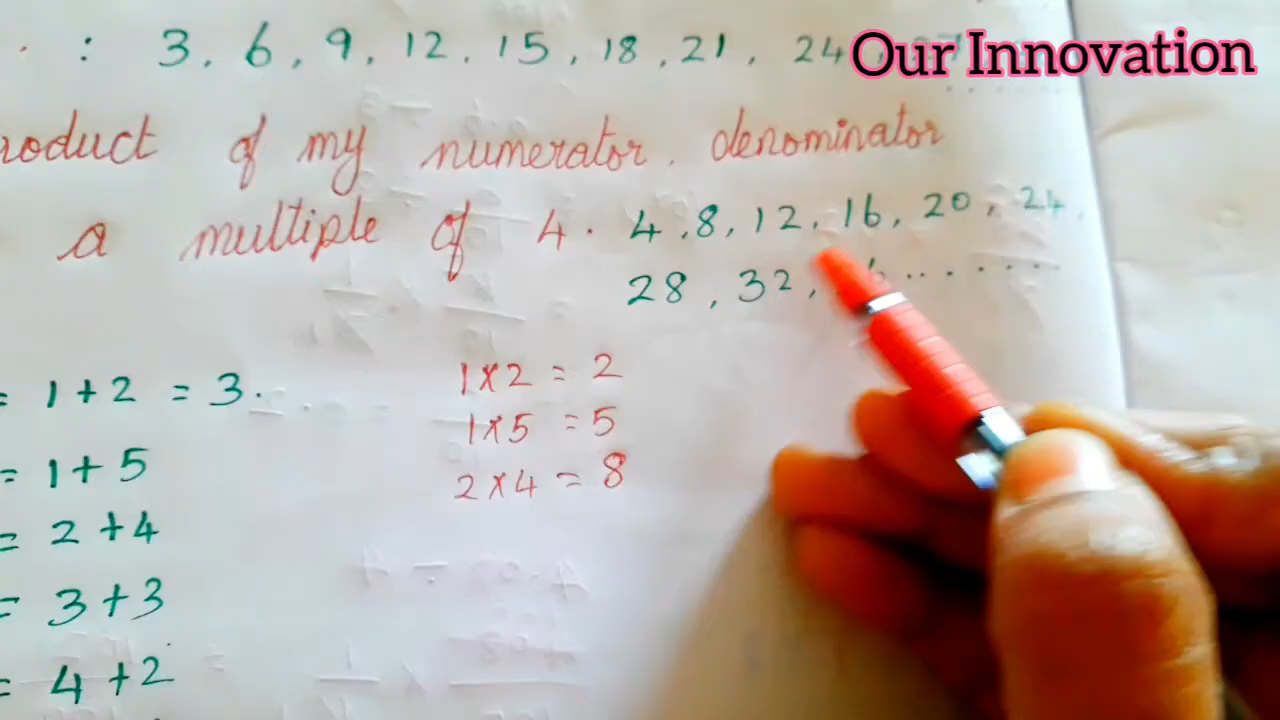 : 3, 6, 9, 12, 15, 18, 21, 24
Our Innovation
roduct of my numerator. denominator
a multiple of 4. 4, 8, 12, 16, 20, 24,
28, 32, ........
= 1 + 2 = 3.
1 x 2 = 2
= 1 + 5
1 x 5 = 5
= 2 + 4
2 x 4 = 8
= 3 + 3
= 4 + 2